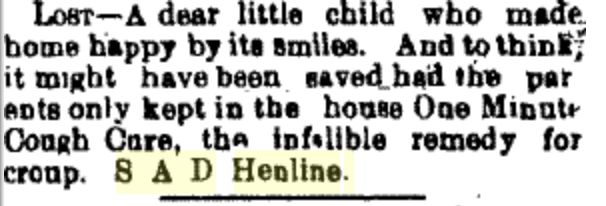 LOST—A dear little child who made
home happy by its smiles. And to think,
it might have been saved had the par
ents only kept in the house One Minute
Cough Cure, the infalible remedy for
croup. S A D Henline.